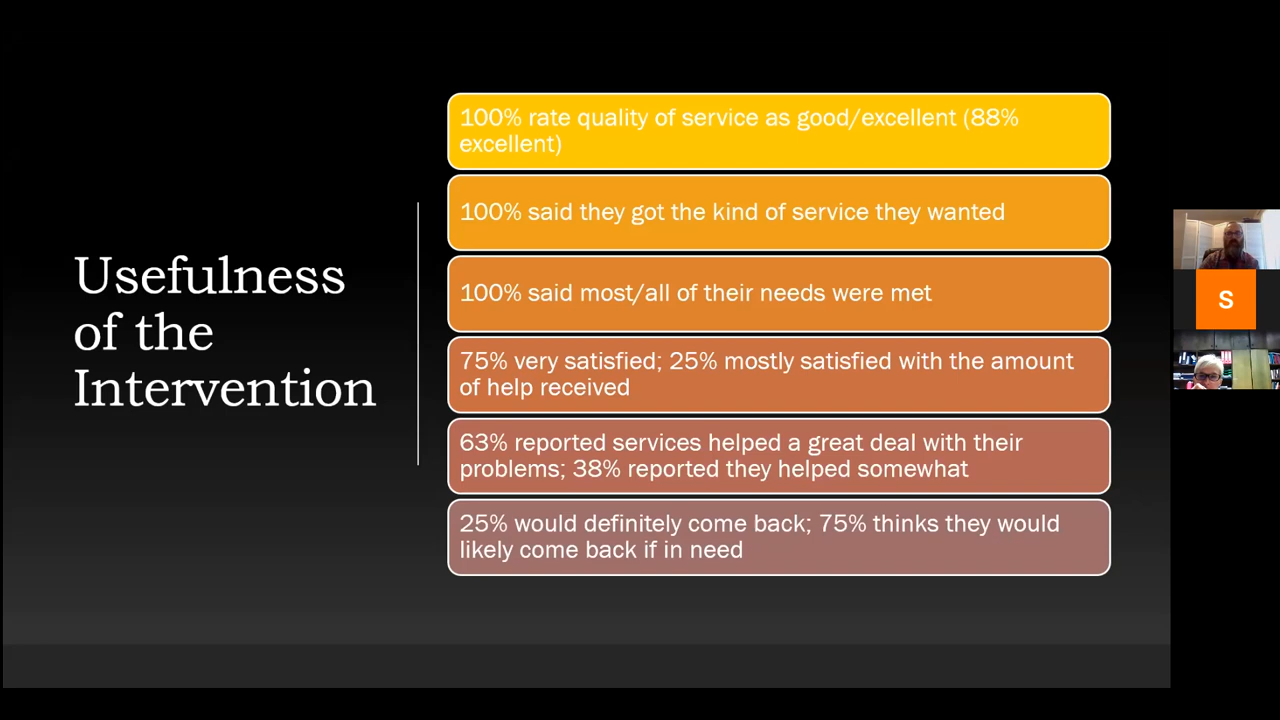 Usefulness
of the
Intervention
100% rate quality of service as good/excellent (88%
excellent)
100% said they got the kind of service they wanted
100% said most/all of their needs were met
75% very satisfied; 25% mostly satisfied with the amount
of help received
63% reported services helped a great deal with their
problems; 38% reported they helped somewhat
25% would definitely come back; 75% thinks they would
likely come back if in need
S